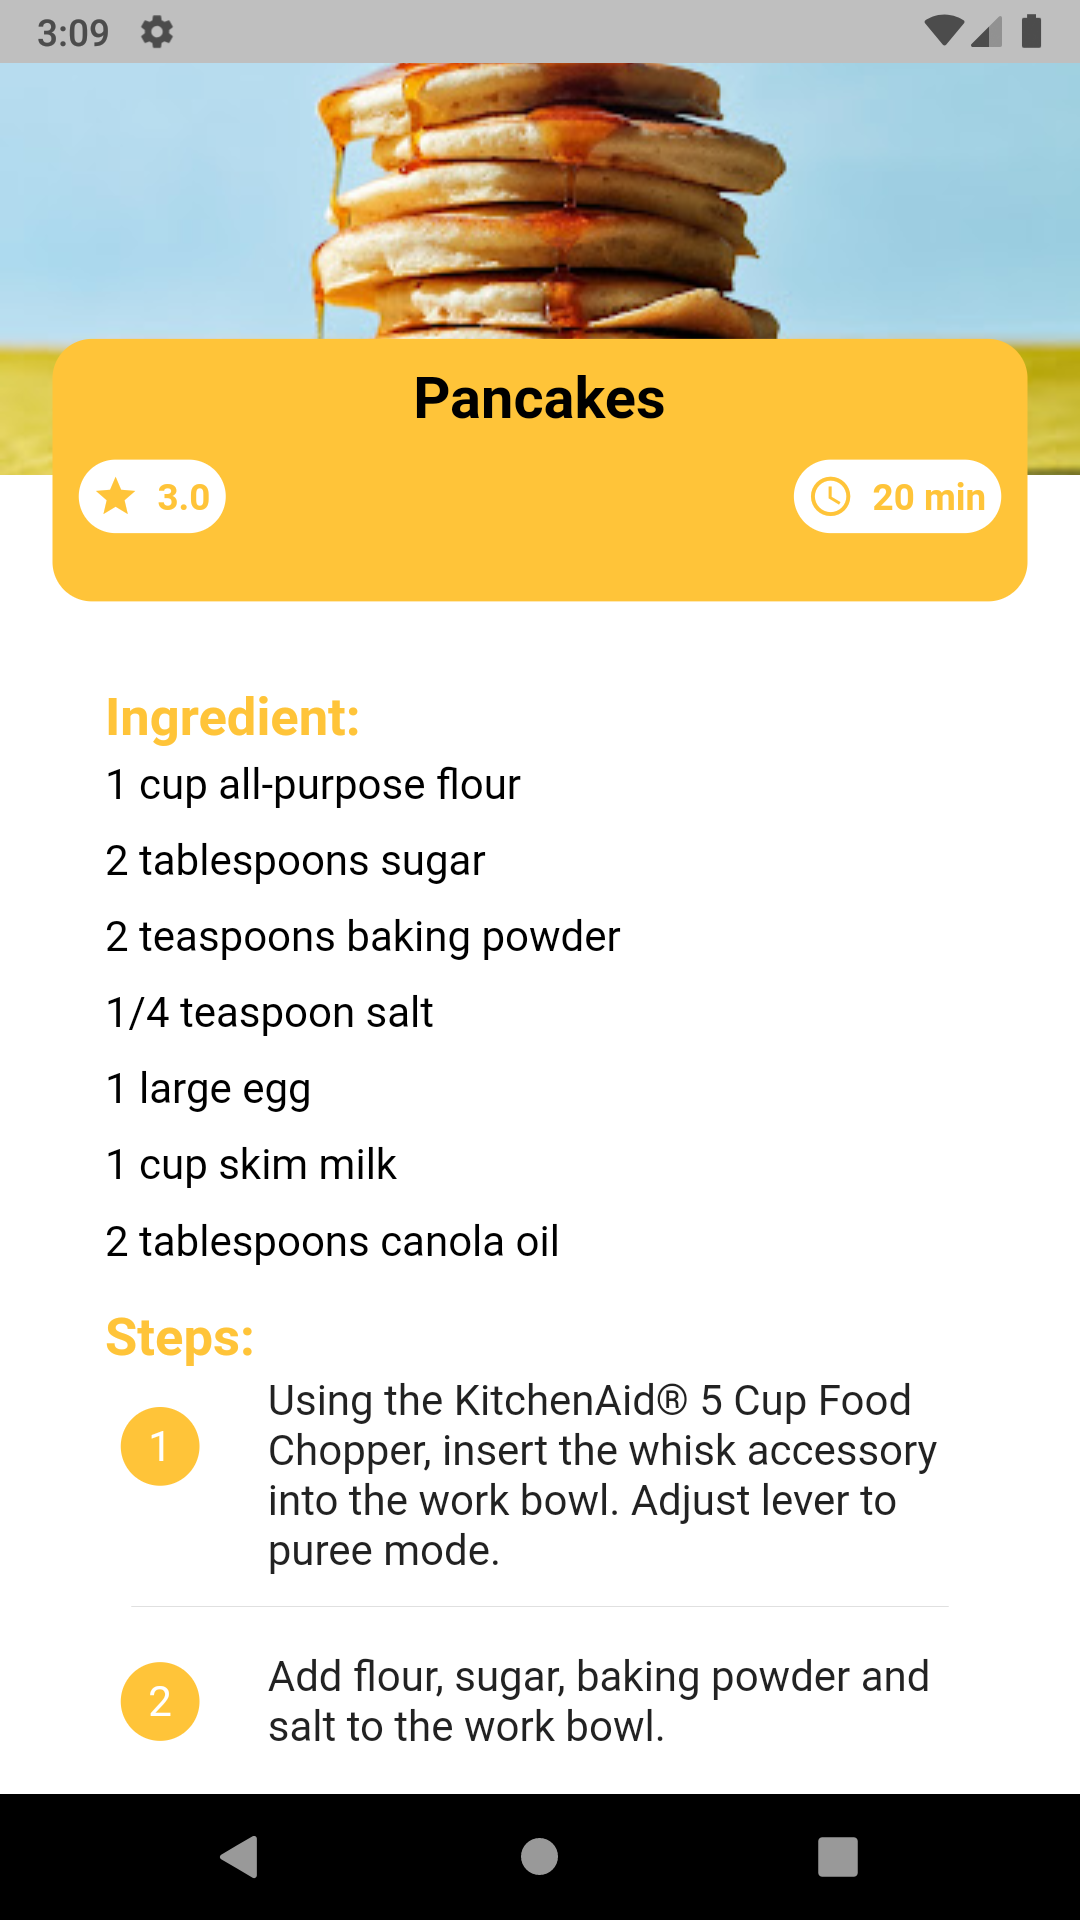 3:09
Pancakes
3.0
20 min
Ingredient:
1 cup all-purpose flour
2 tablespoons sugar
2 teaspoons baking powder
1/4 teaspoon salt
1 large egg
1 cup skim milk
2 tablespoons canola oil
Steps:
1
Using the KitchenAid® 5 Cup Food
Chopper, insert the whisk accessory
into the work bowl. Adjust lever to
puree mode.
2
Add flour, sugar, baking powder and
salt to the work bowl.